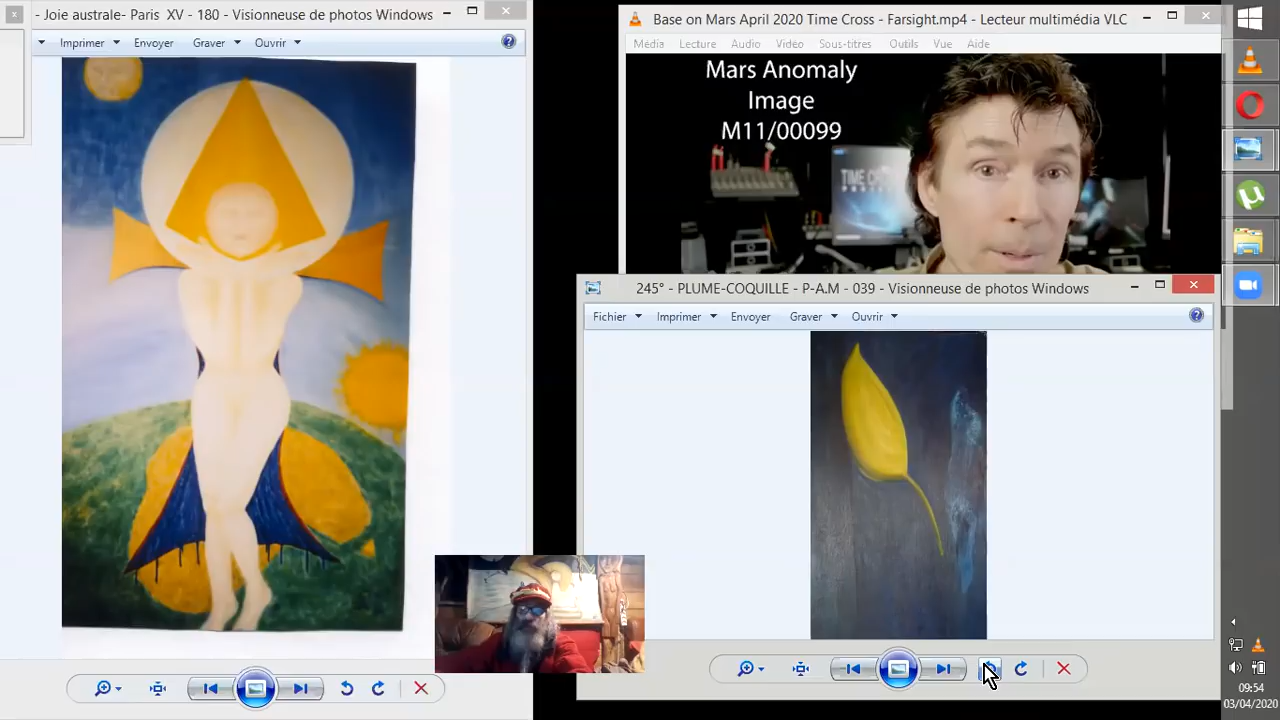 - Joie australe- Paris XV - 180 - Visionneuse de photos Windows
Imprimer Envoyer Graver Ouvrir
Base on Mars April 2020 Time Cross - Farsight.mp4 - Lecteur multimédia VLC
Média Lecture Audio Vidéo Sous-titres Outils Vue Aide
Mars Anomaly
Image
M11/00099
TIME CROSS
245° - PLUME-COQUILLE - P-A.M - 039 - Visionneuse de photos Windows
Fichier Imprimer Envoyer Graver Ouvrir
09:54
03/04/2020